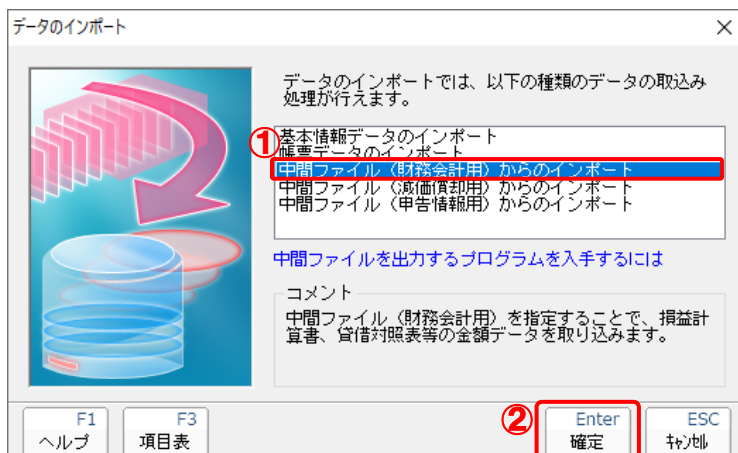 データのインポート
データのインポートでは、以下の種類のデータの取込み
処理が行えます。
①
基本情報データのインポート
帳票データのインポート
中間ファイル（財務会計用）からのインポート
中間ファイル（減価償却用）からのインポート
中間ファイル（申告情報用）からのインポート
中間ファイルを出力するプログラムを入手するには
コメント
中間ファイル（財務会計用）を指定することで、損益計
算書、貸借対照表等の金額データを取り込みます。
F1
ヘルプ
F3
項目表
②
Enter
確定
ESC
ｷｬﾝｾﾙ